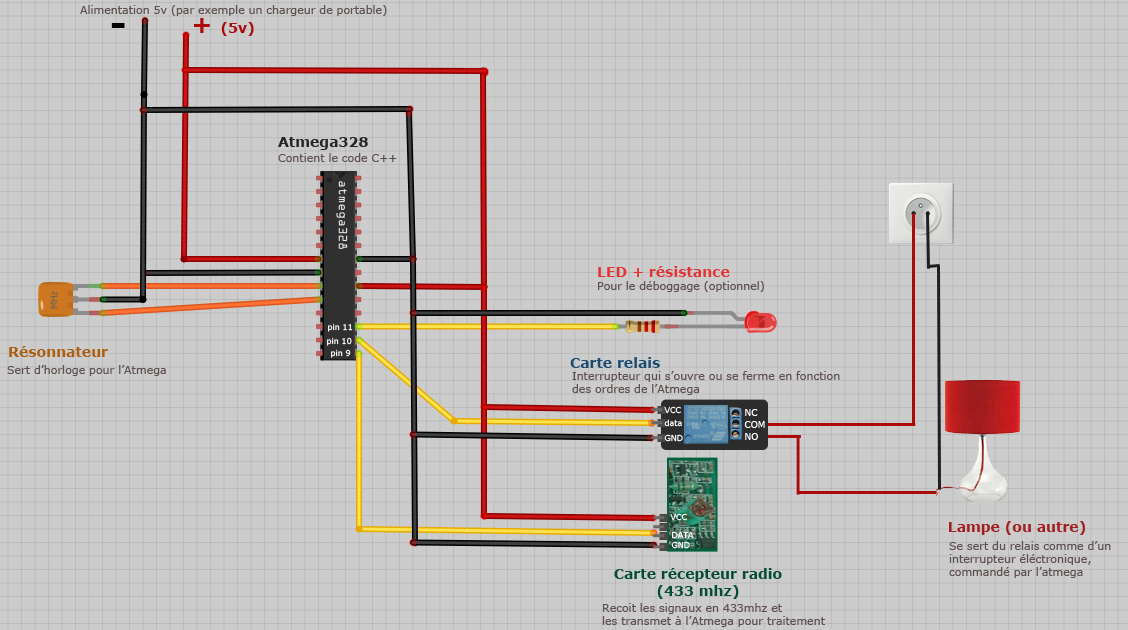 Alimentation 5v (par exemple un chargeur de portable)
- + (5v)
Atmega328
Contient le code C++
atmega328
MHz
LED + résistance
Pour le déboggage (optionnel)
pin 11
pin 10
pin 9
Résonnateur
Sert d'horloge pour l'Atmega
Carte relais
Interrupteur qui s'ouvre ou se ferme en fonction
des ordres de l'Atmega
VCC
data
GND
NC
COM
NO
VCC
DATA
GND
Carte récepteur radio
(433 mhz)
Recoit les signaux en 433mhz et
les transmet à l'Atmega pour traitement
Lampe (ou autre)
Se sert du relais comme d'un
interrupteur éléctronique,
commandé par l'atmega